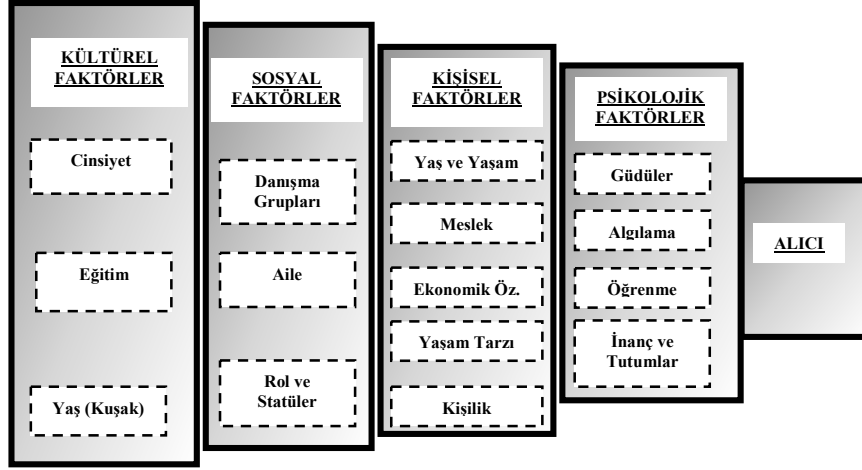 KÜLTÜREL
FAKTÖRLER
Cinsiyet
Eğitim
Yaş (Kuşak)
SOSYAL
FAKTÖRLER
Danışma
Grupları
Aile
Rol ve
Statüler
KİŞİSEL
FAKTÖRLER
Yaş ve Yaşam
Meslek
Ekonomik Öz.
Yaşam Tarzı
Kişilik
PSİKOLOJİK
FAKTÖRLER
Güdüler
Algılama
Öğrenme
İnanç ve
Tutumlar
ALICI